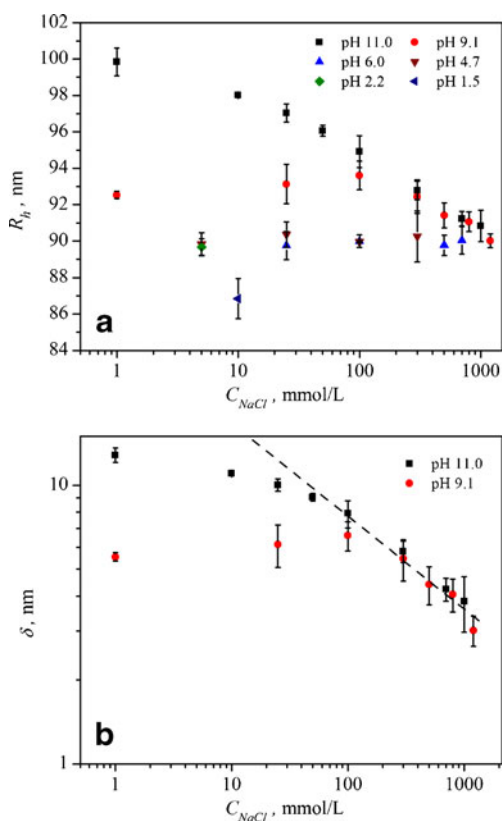 a
100
98
96
94
92
90
88
86
84
R_h, nm
pH 11.0 pH 9.1
pH 6.0 pH 4.7
pH 2.2 pH 1.5
1 10 100 1000
C_NaCl, mmol/L
b
10
1
δ, nm
pH 11.0
pH 9.1
1 10 100 1000
C_NaCl, mmol/L